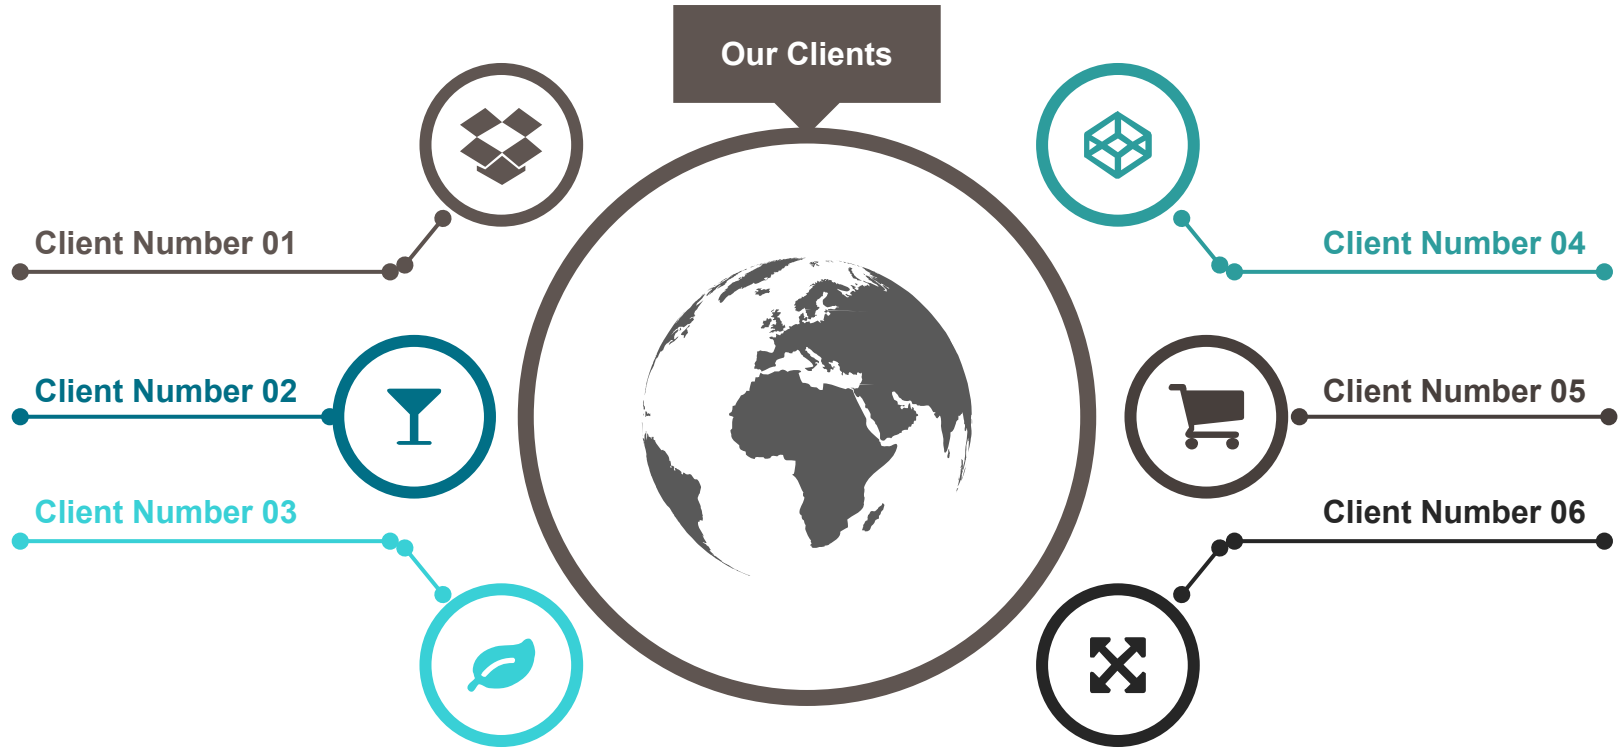 Our Clients
Client Number 01
Client Number 02
Client Number 03
Client Number 04
Client Number 05
Client Number 06